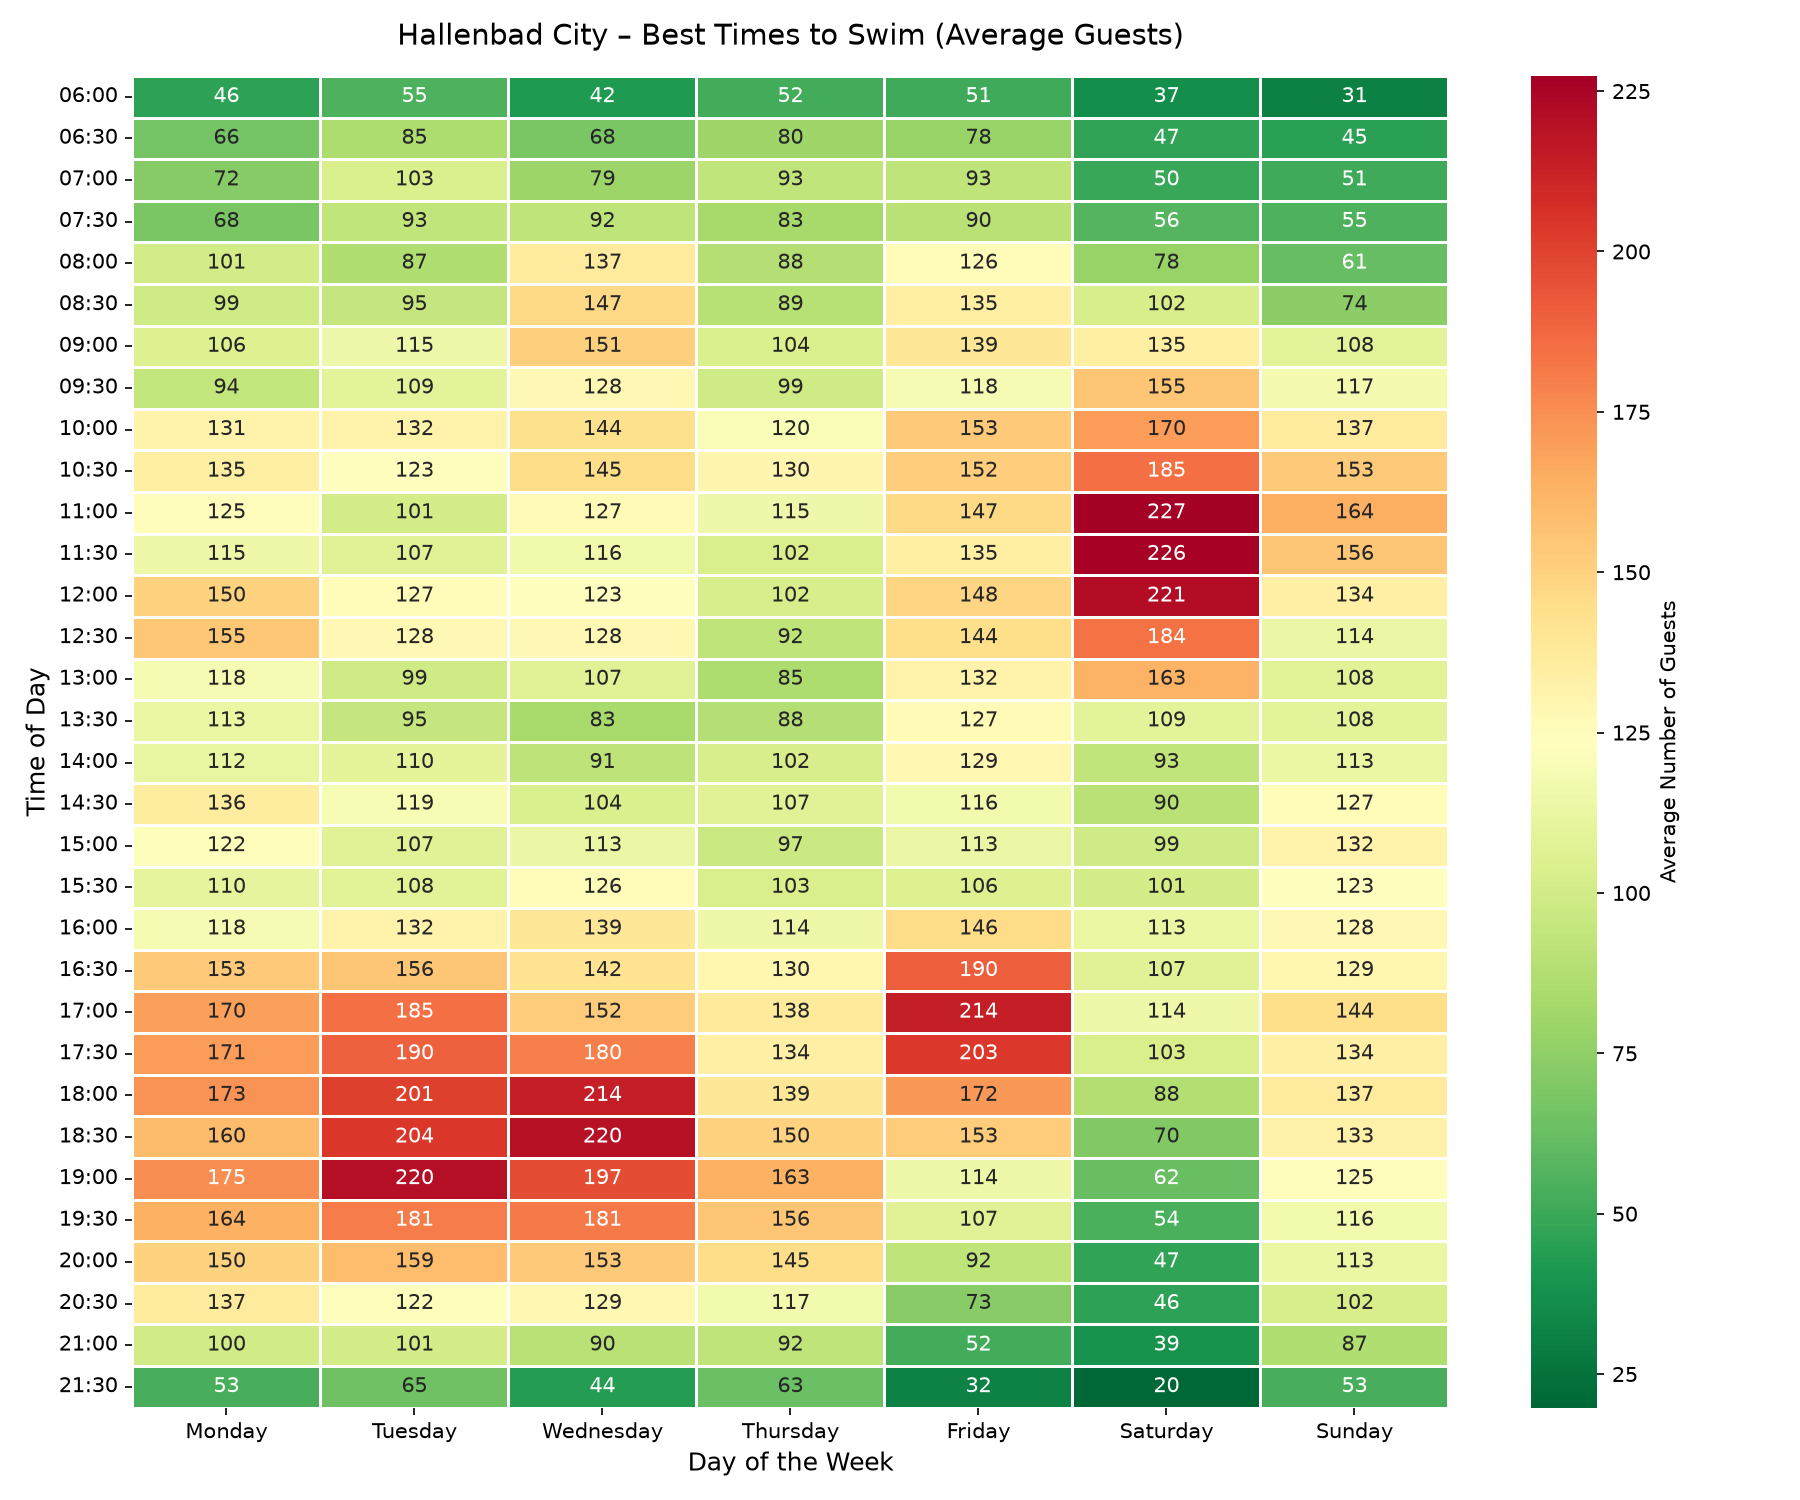 Hallenbad City – Best Times to Swim (Average Guests)
06:00 46 55 42 52 51 37 31
06:30 66 85 68 80 78 47 45
07:00 72 103 79 93 93 50 51
07:30 68 93 92 83 90 56 55
08:00 101 87 137 88 126 78 61
08:30 99 95 147 89 135 102 74
09:00 106 115 151 104 139 135 108
09:30 94 109 128 99 118 155 117
10:00 131 132 144 120 153 170 137
10:30 135 123 145 130 152 185 153
11:00 125 101 127 115 147 227 164
11:30 115 107 116 102 135 226 156
12:00 150 127 123 102 148 221 134
12:30 155 128 128 92 144 184 114
13:00 118 99 107 85 132 163 108
13:30 113 95 83 88 127 109 108
14:00 112 110 91 102 129 93 113
14:30 136 119 104 107 116 90 127
15:00 122 107 113 97 113 99 132
15:30 110 108 126 103 106 101 123
16:00 118 132 139 114 146 113 128
16:30 153 156 142 130 190 107 129
17:00 170 185 152 138 214 114 144
17:30 171 190 180 134 203 103 134
18:00 173 201 214 139 172 88 137
18:30 160 204 220 150 153 70 133
19:00 175 220 197 163 114 62 125
19:30 164 181 181 156 107 54 116
20:00 150 159 153 145 92 47 113
20:30 137 122 129 117 73 46 102
21:00 100 101 90 92 52 39 87
21:30 53 65 44 63 32 20 53
Monday Tuesday Wednesday Thursday Friday Saturday Sunday
Day of the Week
Time of Day
225
200
175
150
125
100
75
50
25
Average Number of Guests